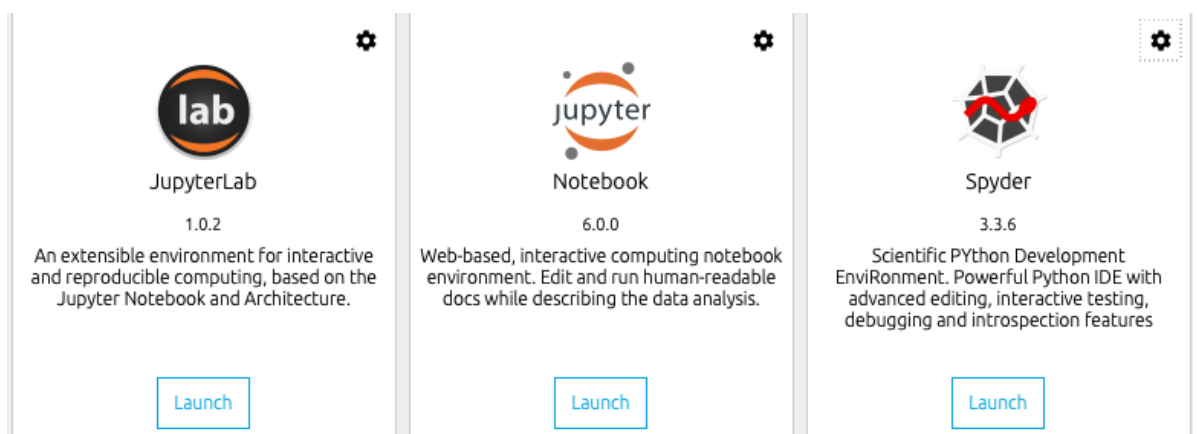 lab
JupyterLab
1.0.2
An extensible environment for interactive
and reproducible computing, based on the
Jupyter Notebook and Architecture.
Launch
jupyter
Notebook
6.0.0
Web-based, interactive computing notebook
environment. Edit and run human-readable
docs while describing the data analysis.
Launch
Spyder
3.3.6
Scientific PYthon Development
EnviRonment. Powerful Python IDE with
advanced editing, interactive testing,
debugging and introspection features
Launch